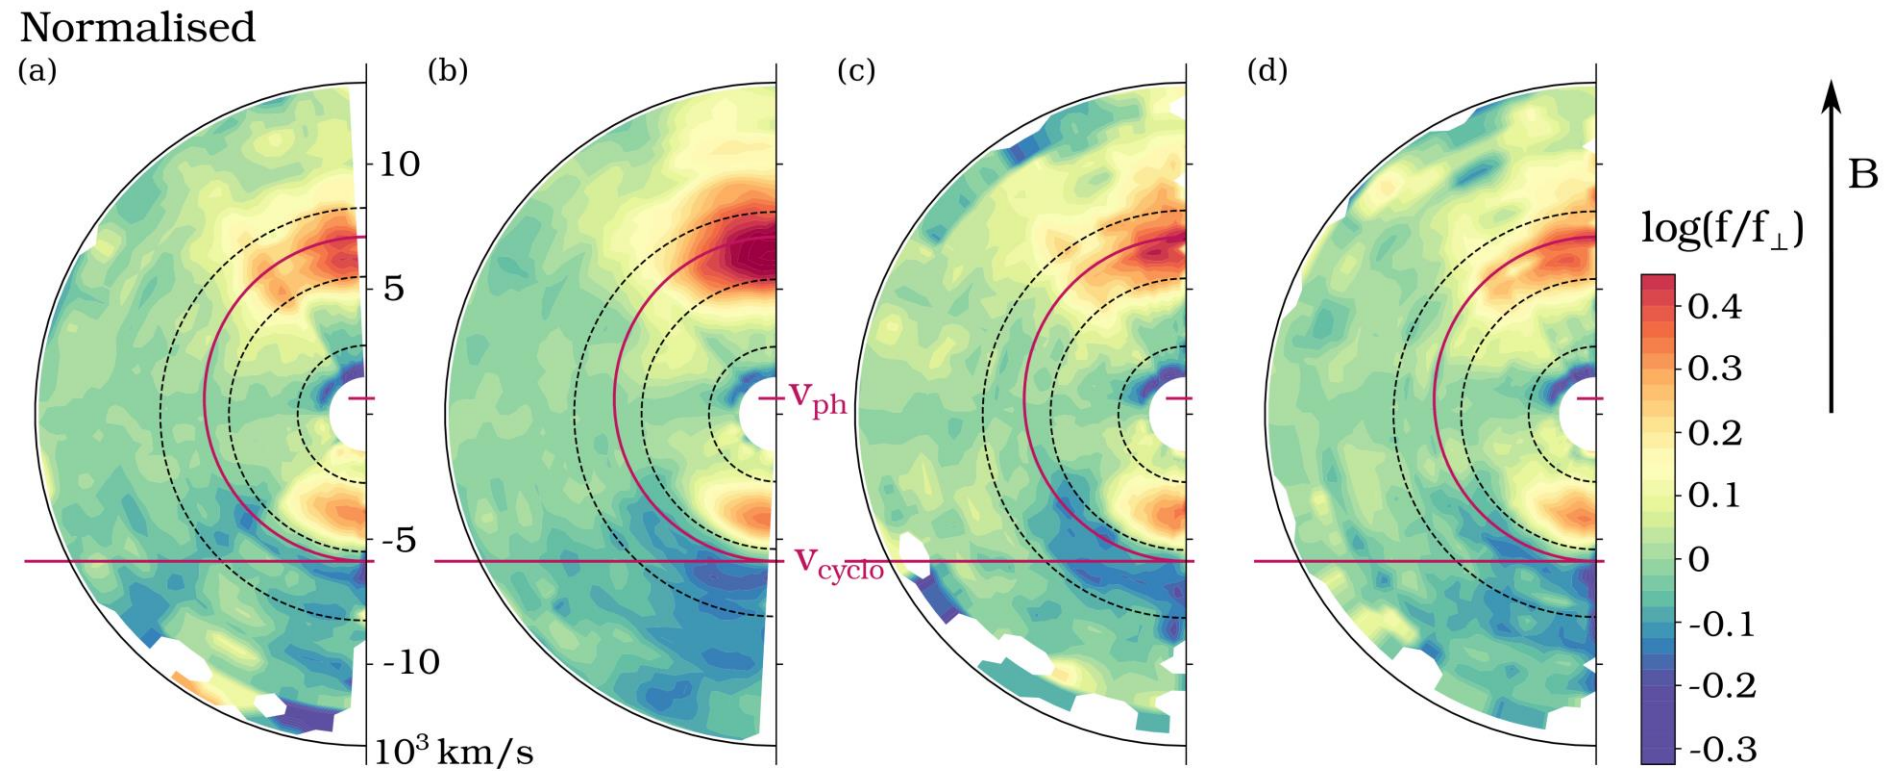 Normalised
(a)
(b)
(c)
(d)
10
5
-5
-10
10³ km/s
v_ph
v_cyclo
B
log(f/f_⊥)
0.4
0.3
0.2
0.1
0
-0.1
-0.2
-0.3